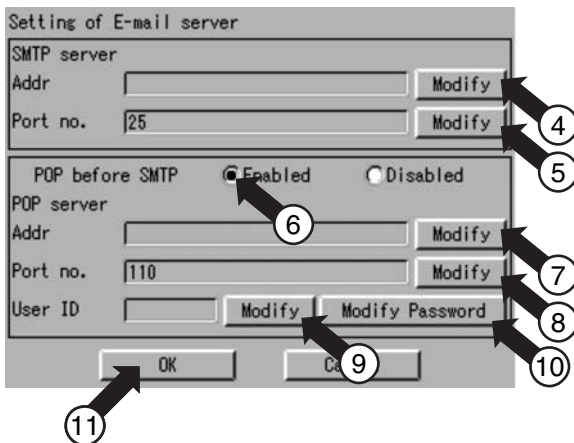 Setting of E-mail server
SMTP server
Addr Modify
4
Port no. 25 Modify
5
POP before SMTP Enabled Disabled
6
POP server
Addr Modify
7
Port no. 110 Modify
8
User ID Modify Modify Password
9
10
OK
11